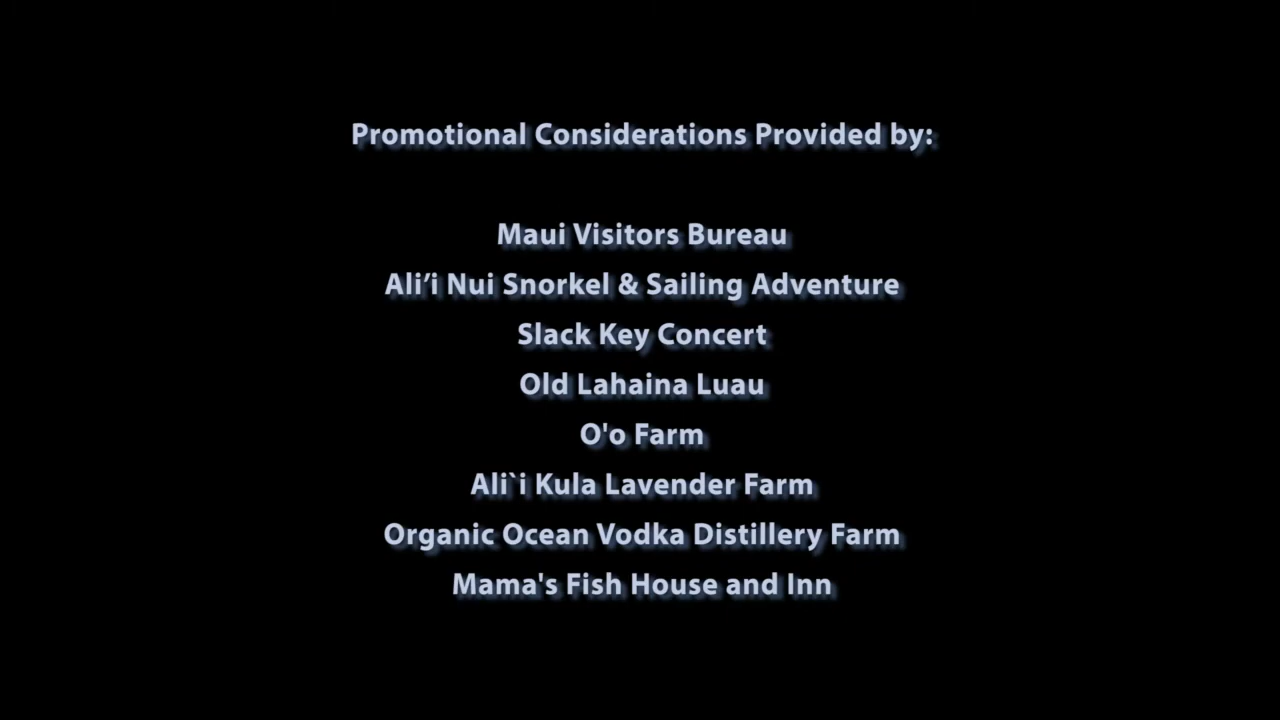 Promotional Considerations Provided by:
Maui Visitors Bureau
Ali’i Nui Snorkel & Sailing Adventure
Slack Key Concert
Old Lahaina Luau
O'o Farm
Ali`i Kula Lavender Farm
Organic Ocean Vodka Distillery Farm
Mama's Fish House and Inn